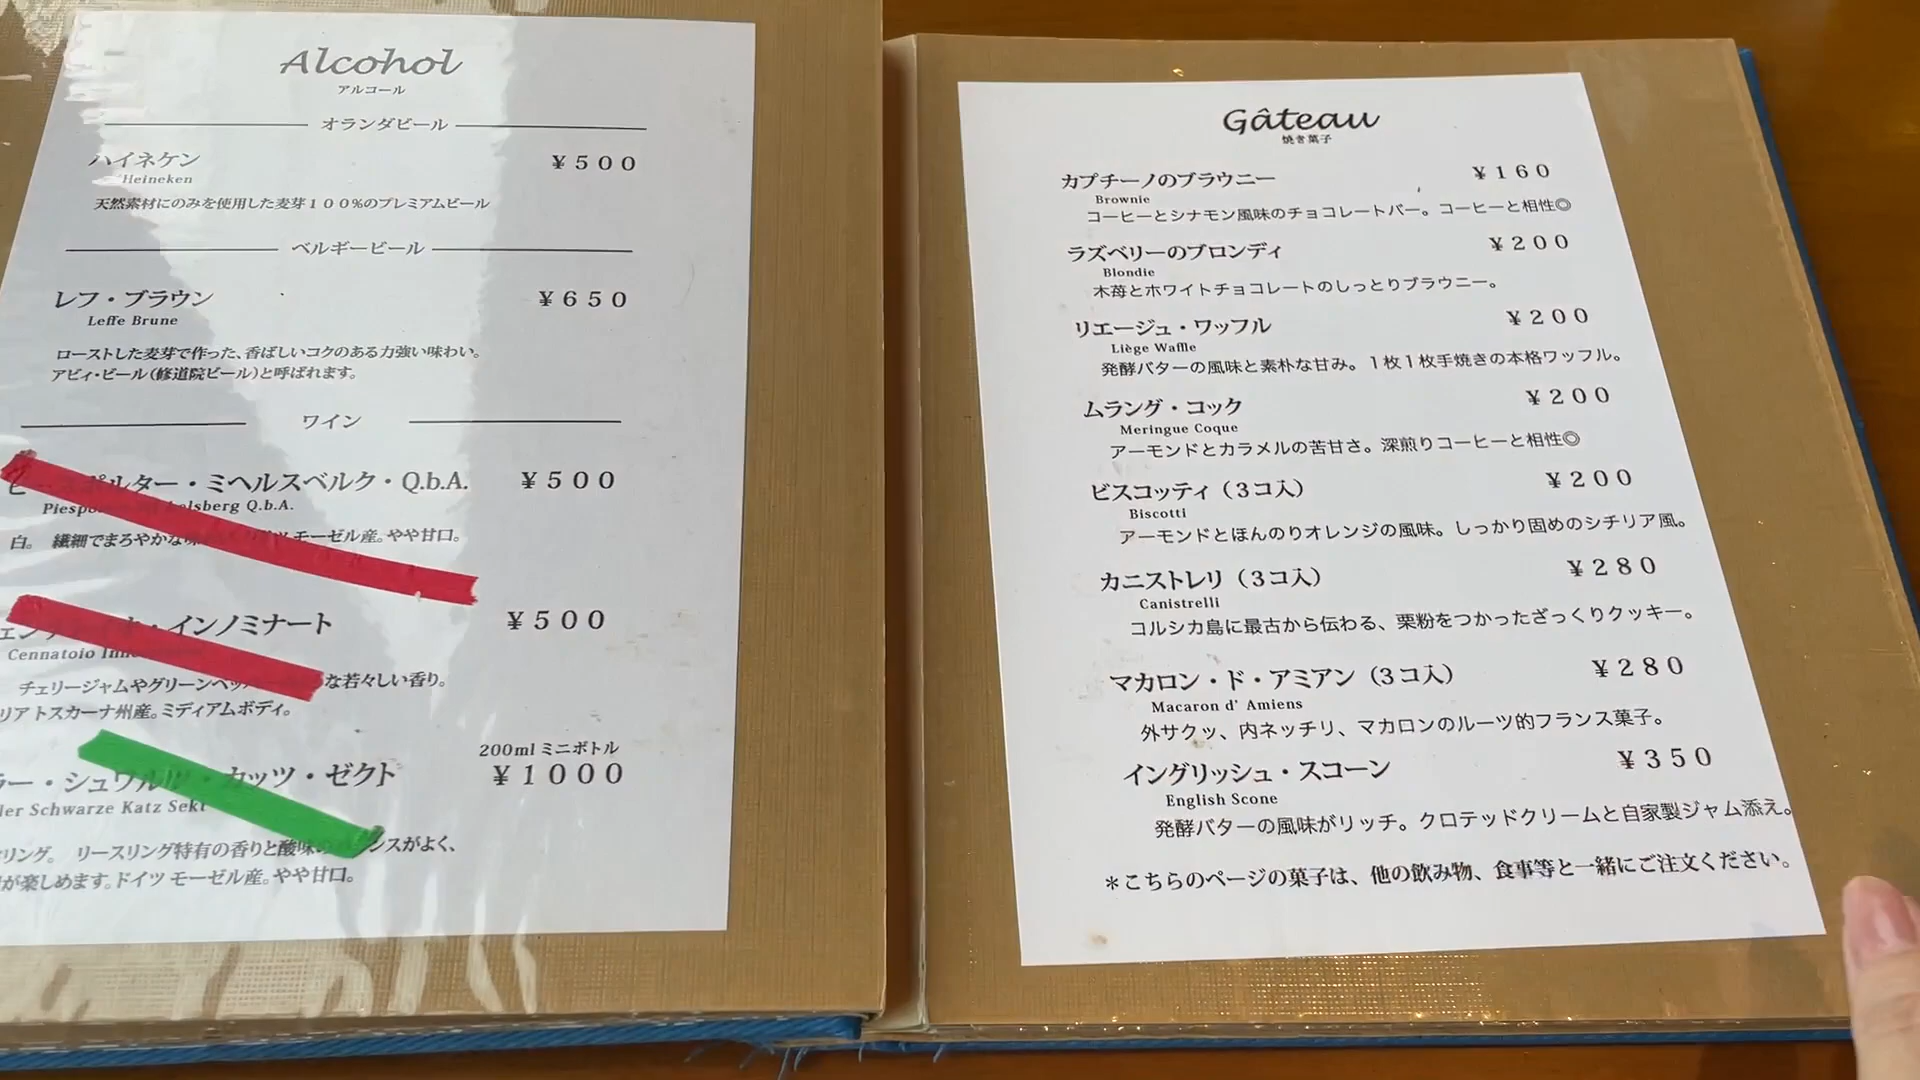 Alcohol
アルコール
オランダビール
ハイネケン ¥500
Heineken
天然素材にのみを使用した麦芽100%のプレミアムビール
ベルギービール
レフ・ブラウン ¥650
Leffe Brune
ローストした麦芽で作った、香ばしいコクのある力強い味わい。
アビィ・ビール(修道院ビール)と呼ばれます。
ワイン
ポルター・ミヘルスベルク・Q.b.A. ¥500
Q.b.A.
白。 繊細でまろやかな モーゼル産。やや甘口。
インノミナート ¥500
Cennatoio
チェリージャムやグリーン な若々しい香り。
リア トスカーナ州産。ミディアムボディ。
200ml ミニボトル
ラー・シュワルツ・カッツ・ゼクト ¥1000
ler Schwarze Katz Sekt
リング。 リースリング特有の香りと酸味の ンスがよく、
が楽しめます。ドイツ モーゼル産。やや甘口。
Gâteau
焼き菓子
カプチーノのブラウニー ¥160
Brownie
コーヒーとシナモン風味のチョコレートバー。コーヒーと相性◎
ラズベリーのブロンディ ¥200
Blondie
木苺とホワイトチョコレートのしっとりブラウニー。
リエージュ・ワッフル ¥200
Liège Waffle
発酵バターの風味と素朴な甘み。1枚1枚手焼きの本格ワッフル。
ムラング・コック ¥200
Meringue Coque
アーモンドとカラメルの苦甘さ。深煎りコーヒーと相性◎
ビスコッティ(3コ入) ¥200
Biscotti
アーモンドとほんのりオレンジの風味。しっかり固めのシチリア風。
カニストレリ(3コ入) ¥280
Canistrelli
コルシカ島に最古から伝わる、栗粉をつかったざっくりクッキー。
マカロン・ド・アミアン(3コ入) ¥280
Macaron d' Amiens
外サクッ、内ネッチリ、マカロンのルーツ的フランス菓子。
イングリッシュ・スコーン ¥350
English Scone
発酵バターの風味がリッチ。クロテッドクリームと自家製ジャム添え。
＊こちらのページの菓子は、他の飲み物、食事等と一緒にご注文ください。